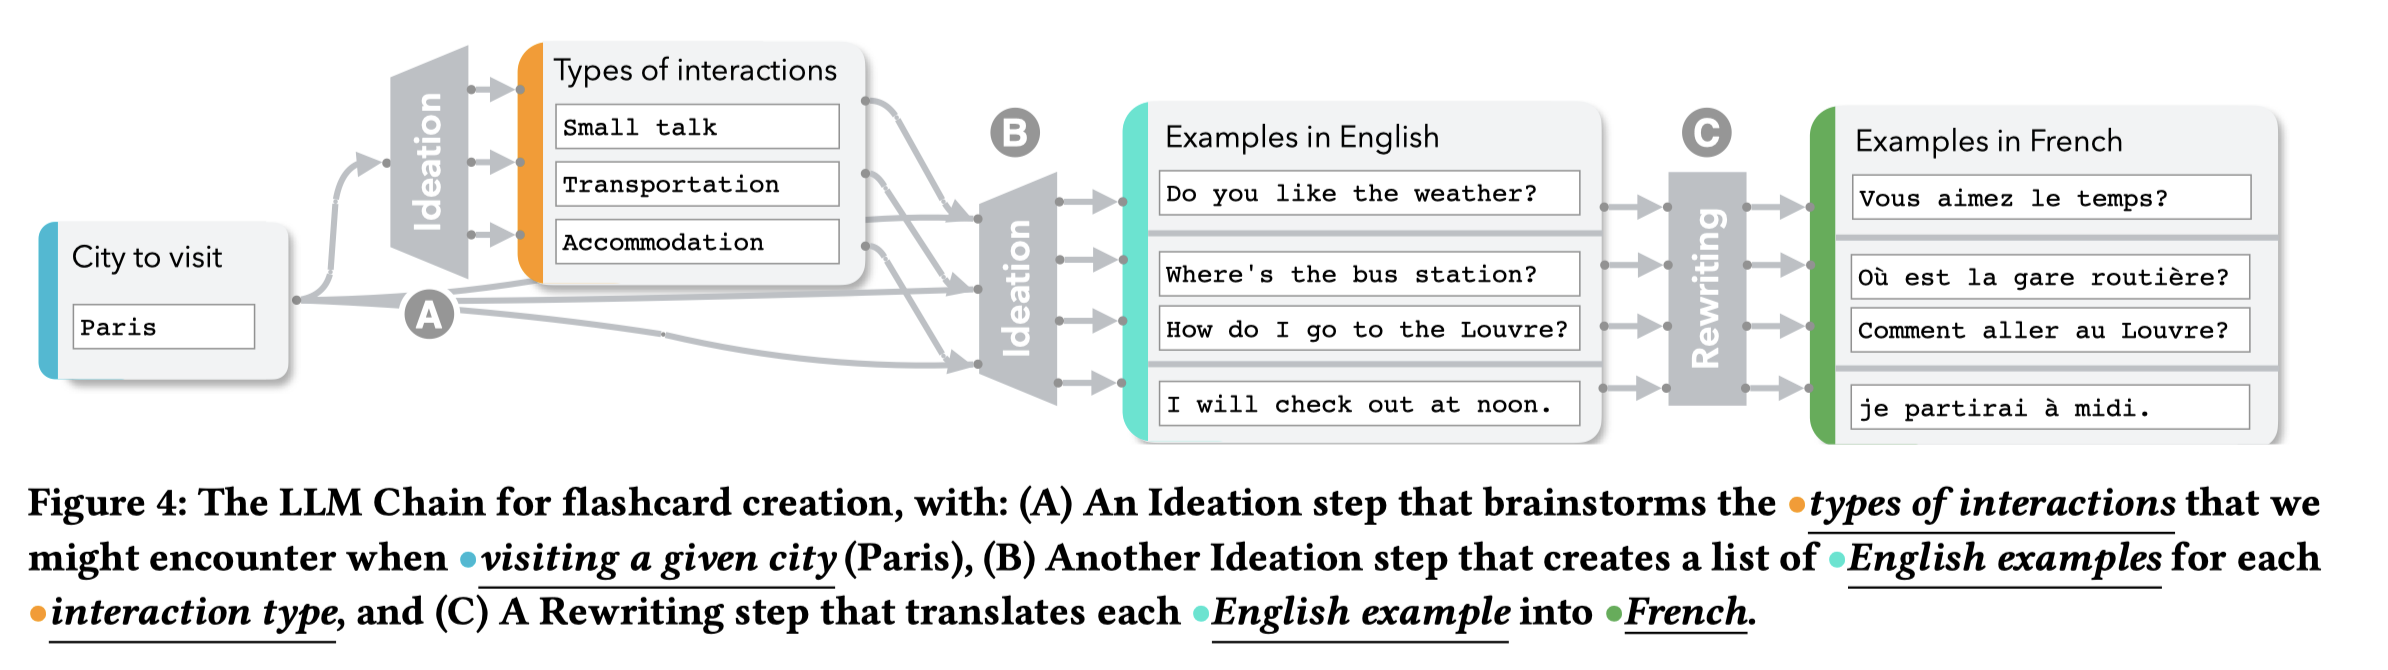 City to visit
Paris
A
Ideation
Types of interactions
Small talk
Transportation
Accommodation
B
Ideation
Examples in English
Do you like the weather?
Where's the bus station?
How do I go to the Louvre?
I will check out at noon.
C
Rewriting
Examples in French
Vous aimez le temps?
Où est la gare routière?
Comment aller au Louvre?
je partirai à midi.
Figure 4: The LLM Chain for flashcard creation, with: (A) An Ideation step that brainstorms the types of interactions that we
might encounter when visiting a given city (Paris), (B) Another Ideation step that creates a list of English examples for each
interaction type, and (C) A Rewriting step that translates each English example into French.